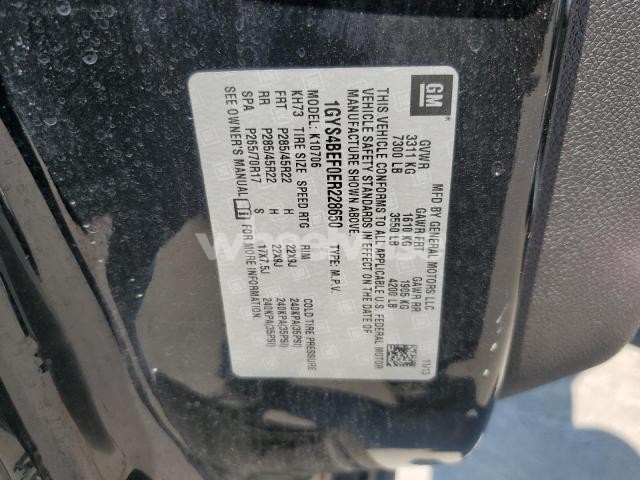 GM
MFD BY GENERAL MOTORS LLC
11/13
GVWR GAWR FRT GAWR RR
3311 KG 1610 KG 1905 KG
7300 LB 3550 LB 4200 LB
THIS VEHICLE CONFORMS TO ALL APPLICABLE U.S. FEDERAL MOTOR
VEHICLE SAFETY STANDARDS IN EFFECT ON THE DATE OF
MANUFACTURE SHOWN ABOVE.
1GYS4BEF0ER228650 TYPE: M.P.V.
MODEL: K10706
KH73 TIRE SIZE SPEED RTG RIM COLD TIRE PRESSURE
FRT P285/45R22 H 22X9J 240KPA(35PSI)
RR P285/45R22 H 22X9J 240KPA(35PSI)
SPA P265/70R17 S 17X7.5J 240KPA(35PSI)
SEE OWNER'S MANUAL FOR MORE INFORMATION.